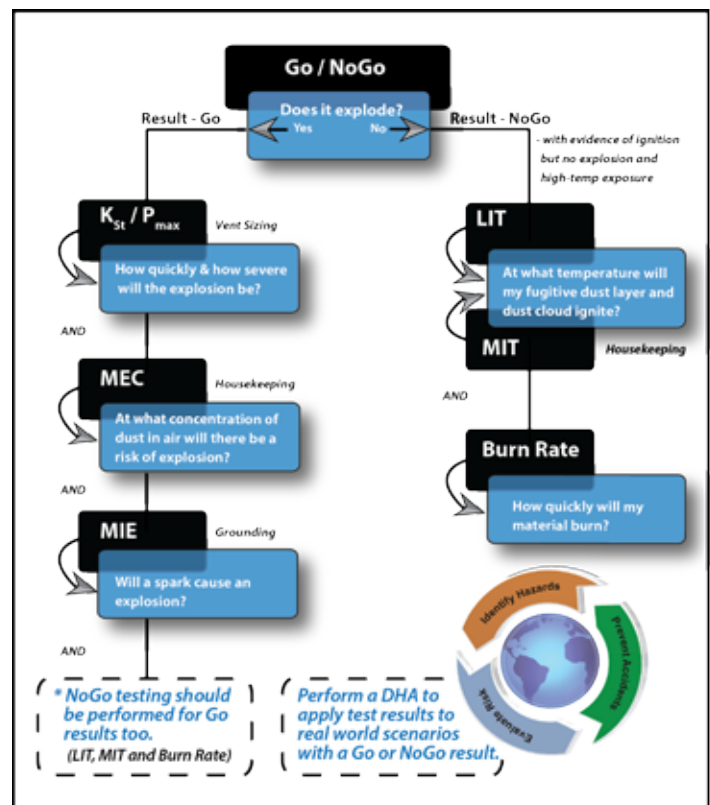 Go / NoGo
Does it explode?
Yes No
Result - Go
Result - NoGo
- with evidence of ignition
but no explosion and
high-temp exposure
KSt / Pmax
Vent Sizing
How quickly & how severe
will the explosion be?
AND
MEC
Housekeeping
At what concentration of
dust in air will there be a
risk of explosion?
AND
MIE
Grounding
Will a spark cause an
explosion?
AND
* NoGo testing should
be performed for Go
results too.
(LIT, MIT and Burn Rate)
LIT
At what temperature will
my fugitive dust layer and
dust cloud ignite?
MIT
Housekeeping
AND
Burn Rate
How quickly will my
material burn?
Identify Hazards
Prevent Accidents
Evaluate Risk
Perform a DHA to
apply test results to
real world scenarios
with a Go or NoGo result.